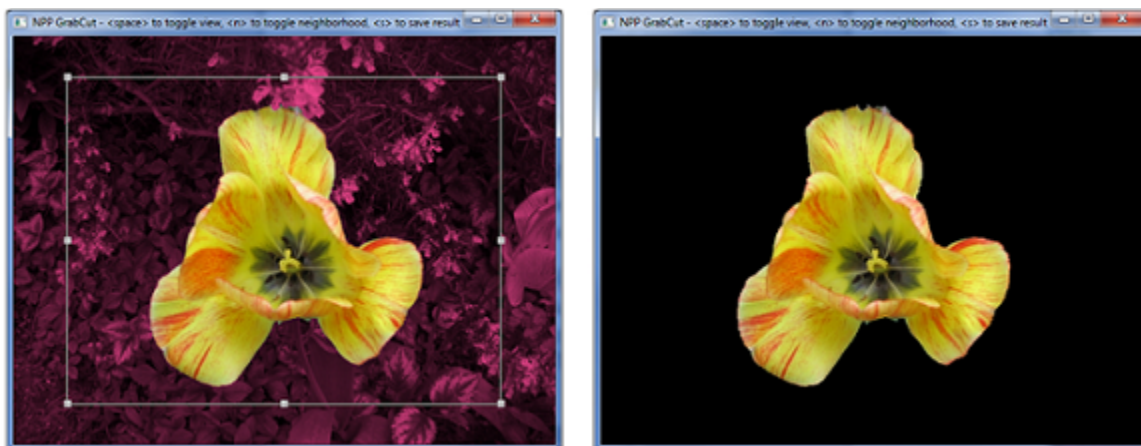 NPP GrabCut - <space> to toggle view, <n> to toggle neighborhood, <s> to save result
NPP GrabCut - <space> to toggle view, <n> to toggle neighborhood, <s> to save result